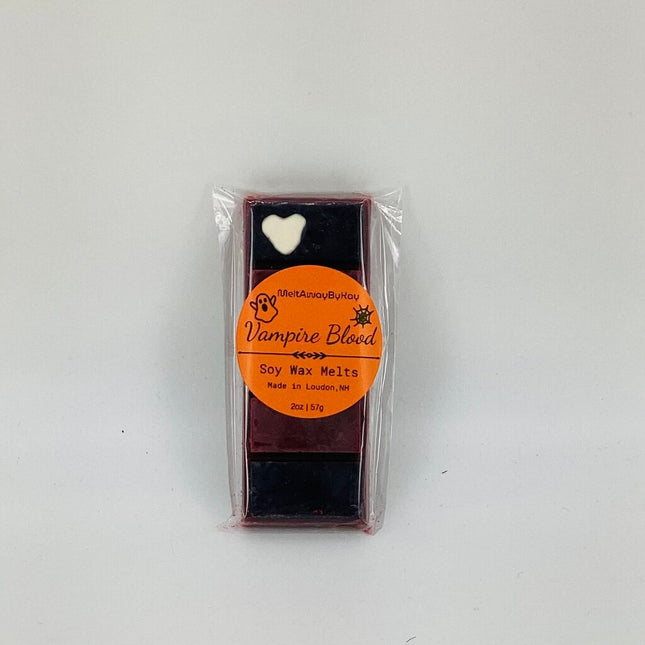 MeltAwayByKay
Vampire Blood
Soy Wax Melts
Made in Loudon,NH
2oz | 57g